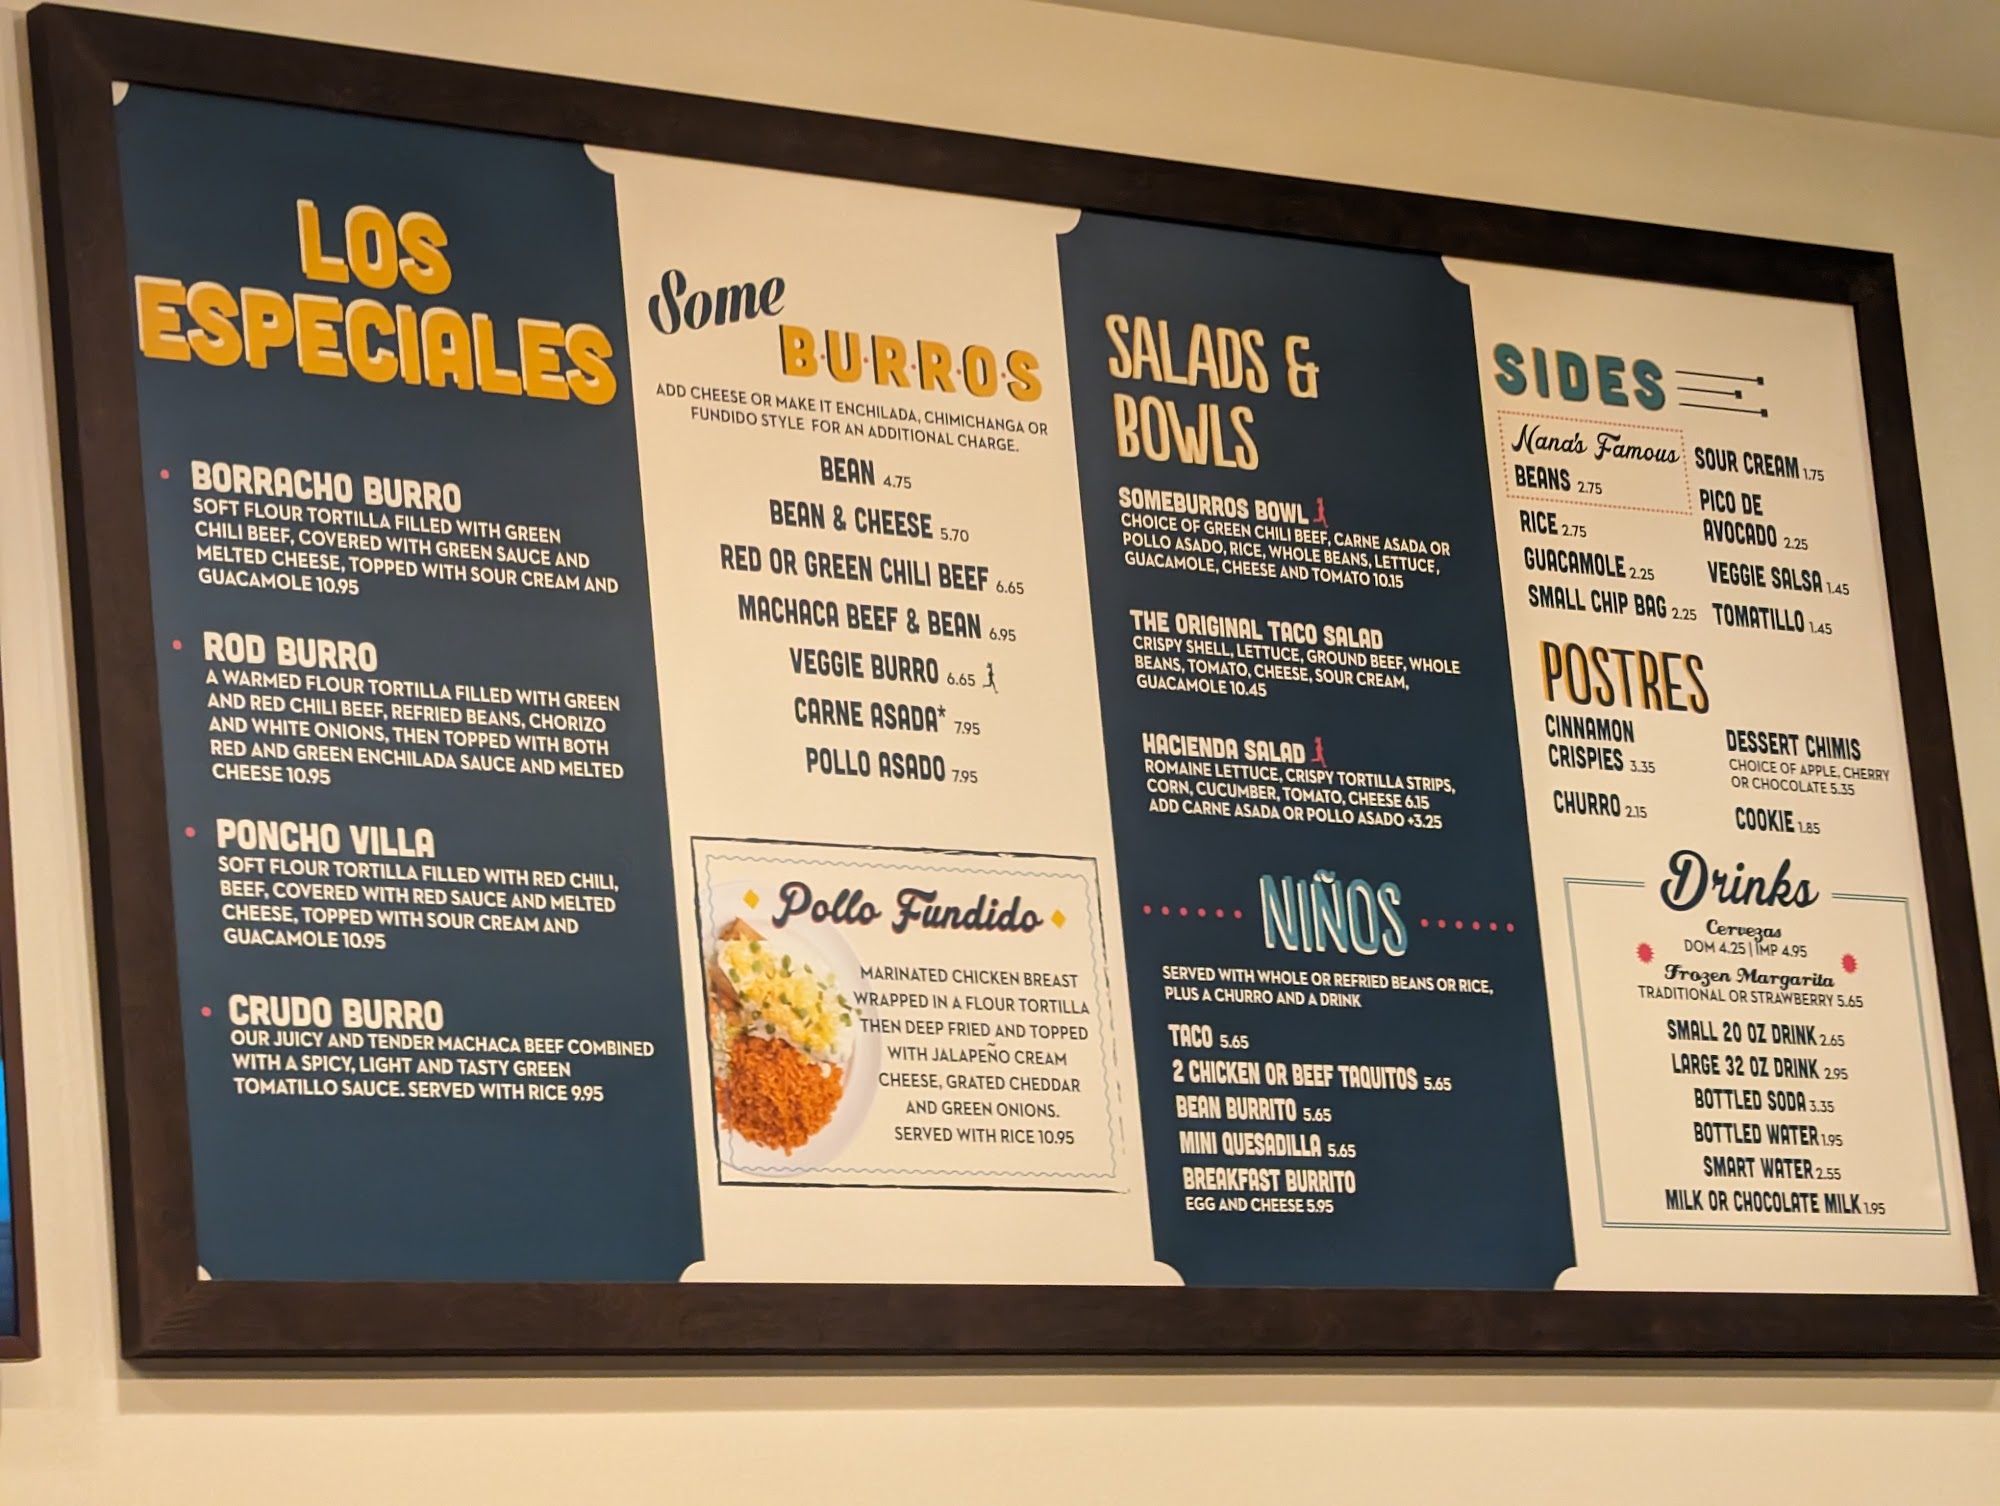 LOS
ESPECIALES
• BORRACHO BURRO
SOFT FLOUR TORTILLA FILLED WITH GREEN
CHILI BEEF, COVERED WITH GREEN SAUCE AND
MELTED CHEESE, TOPPED WITH SOUR CREAM AND
GUACAMOLE 10.95
• ROD BURRO
A WARMED FLOUR TORTILLA FILLED WITH GREEN
AND RED CHILI BEEF, REFRIED BEANS, CHORIZO
AND WHITE ONIONS, THEN TOPPED WITH BOTH
RED AND GREEN ENCHILADA SAUCE AND MELTED
CHEESE 10.95
• PONCHO VILLA
SOFT FLOUR TORTILLA FILLED WITH RED CHILI,
BEEF, COVERED WITH RED SAUCE AND MELTED
CHEESE, TOPPED WITH SOUR CREAM AND
GUACAMOLE 10.95
• CRUDO BURRO
OUR JUICY AND TENDER MACHACA BEEF COMBINED
WITH A SPICY, LIGHT AND TASTY GREEN
TOMATILLO SAUCE. SERVED WITH RICE 9.95
Some
B·U·R·R·O·S
ADD CHEESE OR MAKE IT ENCHILADA, CHIMICHANGA OR
FUNDIDO STYLE FOR AN ADDITIONAL CHARGE.
BEAN 4.75
BEAN & CHEESE 5.70
RED OR GREEN CHILI BEEF 6.65
MACHACA BEEF & BEAN 6.95
VEGGIE BURRO 6.65
CARNE ASADA* 7.95
POLLO ASADO 7.95
Pollo Fundido
MARINATED CHICKEN BREAST
WRAPPED IN A FLOUR TORTILLA
THEN DEEP FRIED AND TOPPED
WITH JALAPEÑO CREAM
CHEESE, GRATED CHEDDAR
AND GREEN ONIONS.
SERVED WITH RICE 10.95
SALADS &
BOWLS
SOMEBURROS BOWL
CHOICE OF GREEN CHILI BEEF, CARNE ASADA OR
POLLO ASADO, RICE, WHOLE BEANS, LETTUCE,
GUACAMOLE, CHEESE AND TOMATO 10.15
THE ORIGINAL TACO SALAD
CRISPY SHELL, LETTUCE, GROUND BEEF, WHOLE
BEANS, TOMATO, CHEESE, SOUR CREAM,
GUACAMOLE 10.45
HACIENDA SALAD
ROMAINE LETTUCE, CRISPY TORTILLA STRIPS,
CORN, CUCUMBER, TOMATO, CHEESE 6.15
ADD CARNE ASADA OR POLLO ASADO +3.25
NIÑOS
SERVED WITH WHOLE OR REFRIED BEANS OR RICE,
PLUS A CHURRO AND A DRINK
TACO 5.65
2 CHICKEN OR BEEF TAQUITOS 5.65
BEAN BURRITO 5.65
MINI QUESADILLA 5.65
BREAKFAST BURRITO
EGG AND CHEESE 5.95
SIDES
Nana's Famous
BEANS 2.75
RICE 2.75
GUACAMOLE 2.25
SMALL CHIP BAG 2.25
SOUR CREAM 1.75
PICO DE
AVOCADO 2.25
VEGGIE SALSA 1.45
TOMATILLO 1.45
POSTRES
CINNAMON
CRISPIES 3.35
CHURRO 2.15
DESSERT CHIMIS
CHOICE OF APPLE, CHERRY
OR CHOCOLATE 5.35
COOKIE 1.85
Drinks
Cervezas
DOM 4.25 | IMP 4.95
Frozen Margarita
TRADITIONAL OR STRAWBERRY 5.65
SMALL 20 OZ DRINK 2.65
LARGE 32 OZ DRINK 2.95
BOTTLED SODA 3.35
BOTTLED WATER 1.95
SMART WATER 2.55
MILK OR CHOCOLATE MILK 1.95